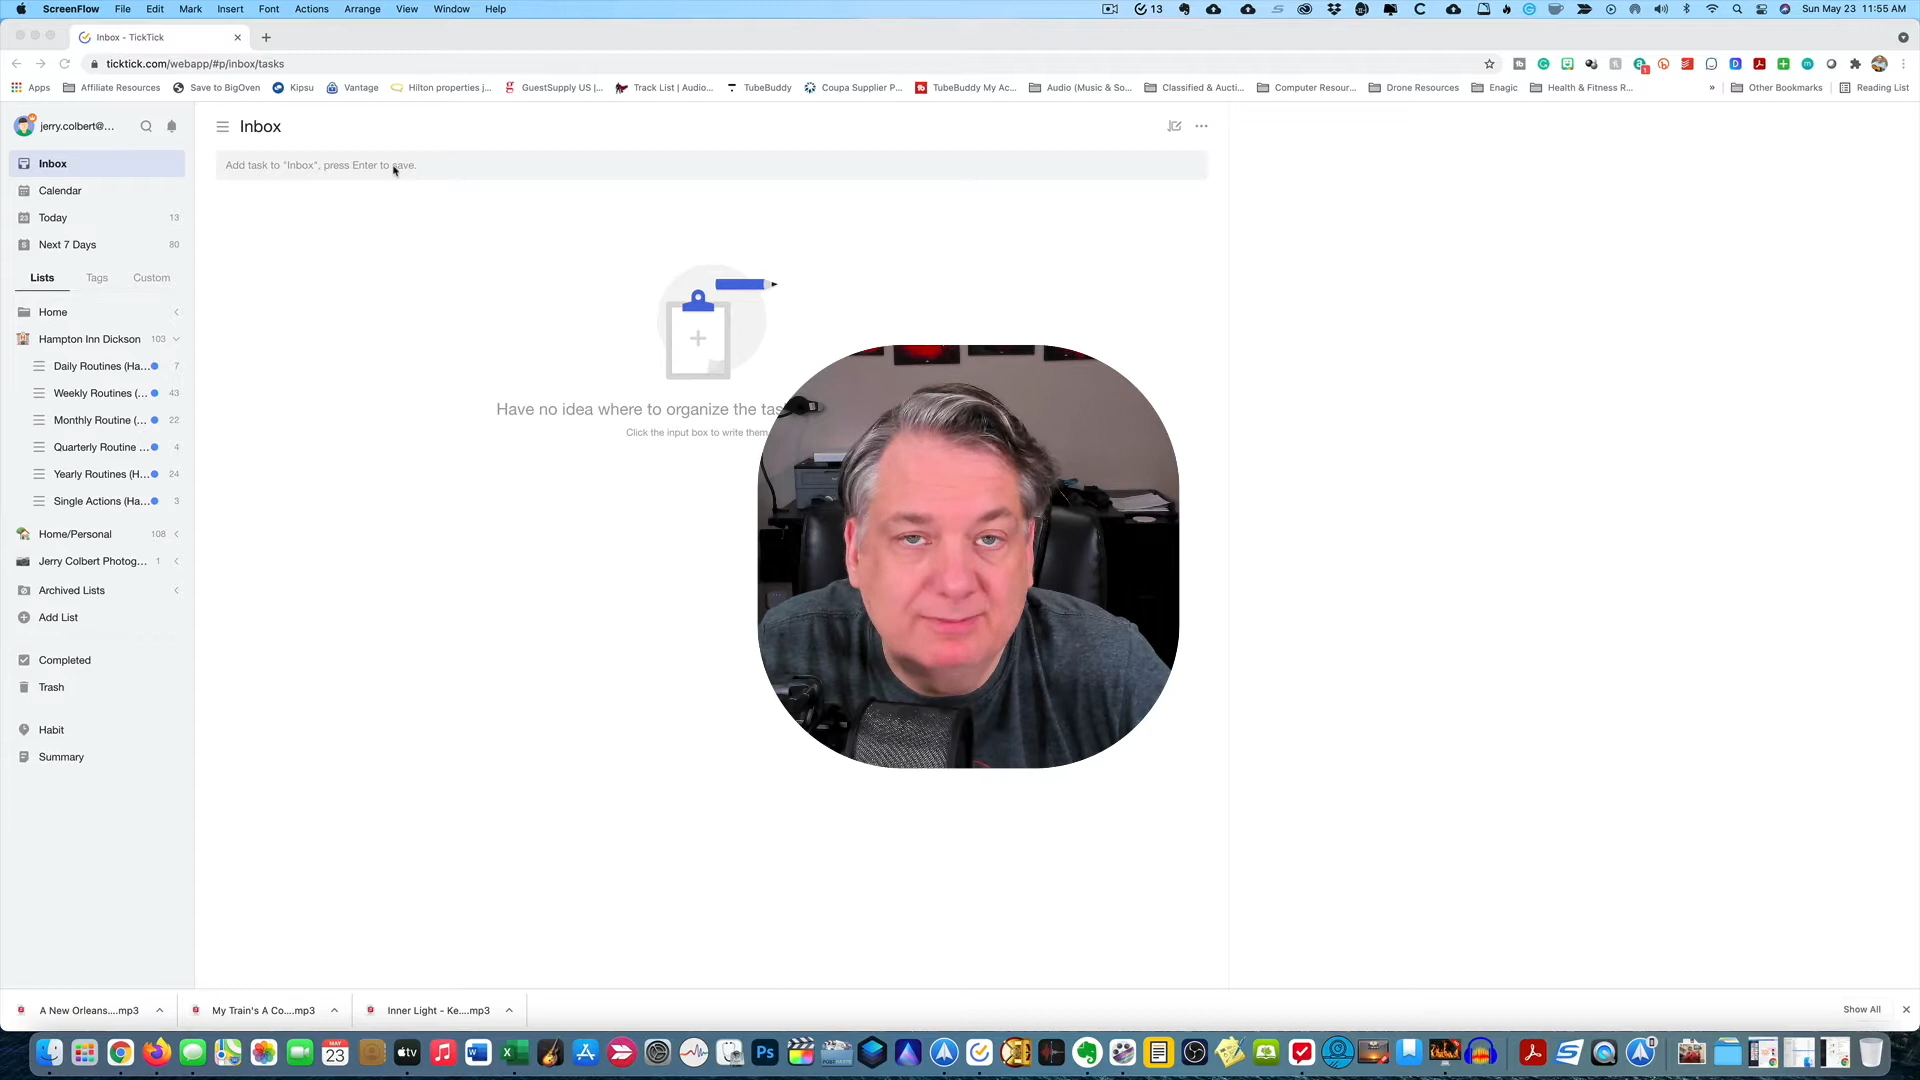 ScreenFlow File Edit Mark Insert Font Actions Arrange View Window Help
13
Sun May 23 11:55 AM
Inbox - TickTick
ticktick.com/webapp/#p/inbox/tasks
Apps
Affiliate Resources
Save to BigOven
Kipsu
Vantage
Hilton properties j...
GuestSupply US |...
Track List | Audio...
TubeBuddy
Coupa Supplier P...
TubeBuddy My Ac...
Audio (Music & So...
Classified & Aucti...
Computer Resour...
Drone Resources
Enagic
Health & Fitness R...
»
Other Bookmarks
Reading List
jerry.colbert@...
Inbox
Calendar
Today 13
Next 7 Days 80
Lists Tags Custom
Home
Hampton Inn Dickson 103
Daily Routines (Ha... 7
Weekly Routines (... 43
Monthly Routine (... 22
Quarterly Routine ... 4
Yearly Routines (H... 24
Single Actions (Ha... 3
Home/Personal 108
Jerry Colbert Photog... 1
Archived Lists
Add List
Completed
Trash
Habit
Summary
Inbox
Add task to "Inbox", press Enter to save.
Have no idea where to organize the tas
Click the input box to write them
A New Orleans....mp3
My Train's A Co....mp3
Inner Light - Ke....mp3
Show All
MAY
23
tv
Ps